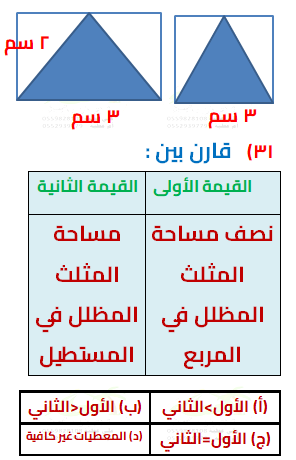 ٢ سم
٣ سم
٣ سم
٣١) قارن بين :
القيمة الأولى
القيمة الثانية
نصف مساحة
المثلث
المظلل في
المربع
مساحة
المثلث
المظلل في
المستطيل
(أ) الأول>الثاني
(ب) الأول<الثاني
(ج) الأول=الثاني
(د) المعطيات غير كافية